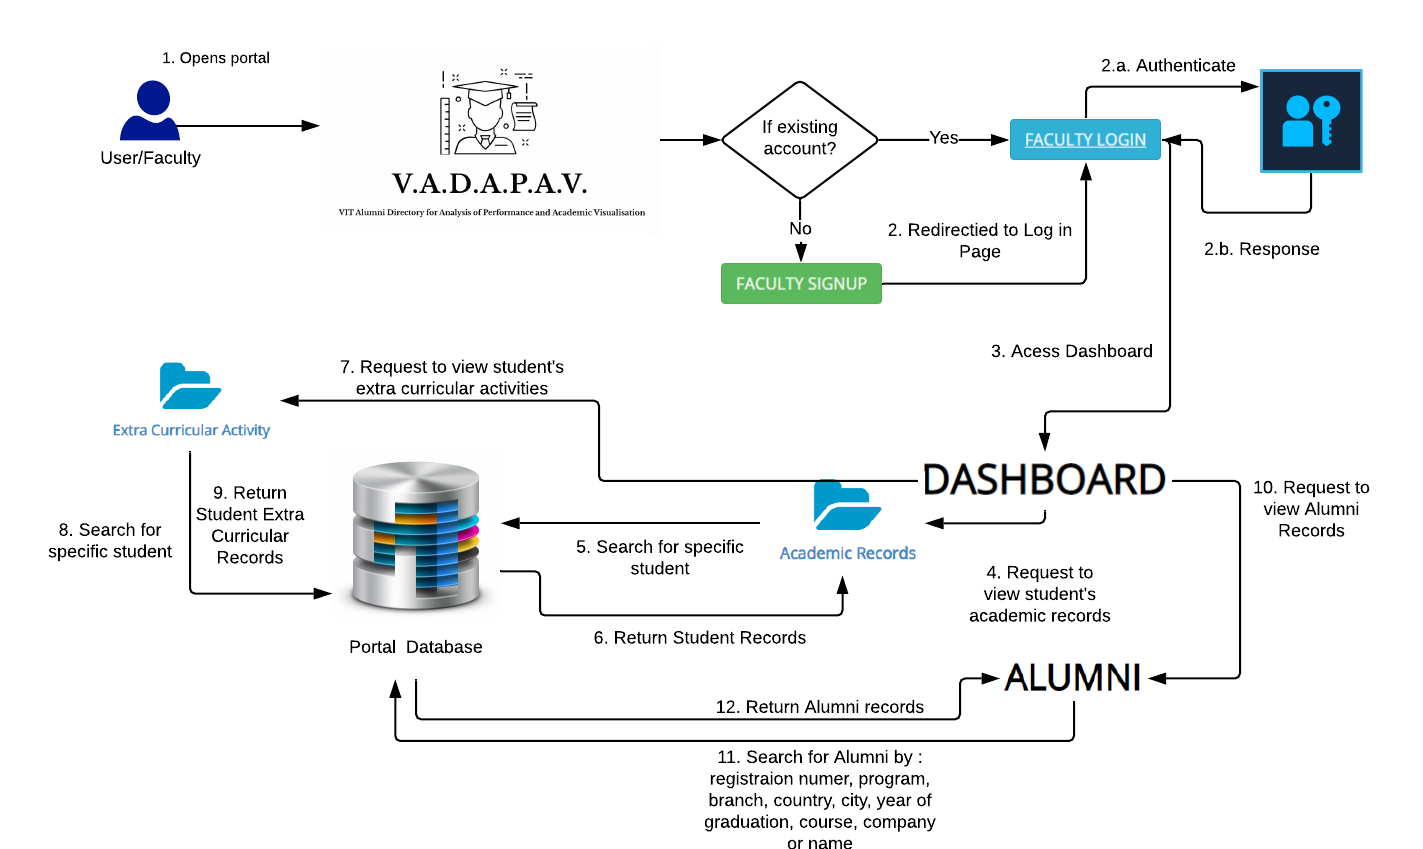 1. Opens portal
User/Faculty
V.A.D.A.P.A.V.
VIT Alumni Directory for Analysis of Performance and Academic Visualisation
If existing
account?
Yes
No
FACULTY LOGIN
2.a. Authenticate
2.b. Response
FACULTY SIGNUP
2. Redirectied to Log in
Page
3. Acess Dashboard
7. Request to view student's
extra curricular activities
Extra Curricular Activity
DASHBOARD
10. Request to
view Alumni
Records
9. Return
Student Extra
Curricular
Records
8. Search for
specific student
5. Search for specific
student
Academic Records
4. Request to
view student's
academic records
6. Return Student Records
Portal Database
ALUMNI
12. Return Alumni records
11. Search for Alumni by :
registraion numer, program,
branch, country, city, year of
graduation, course, company
or name